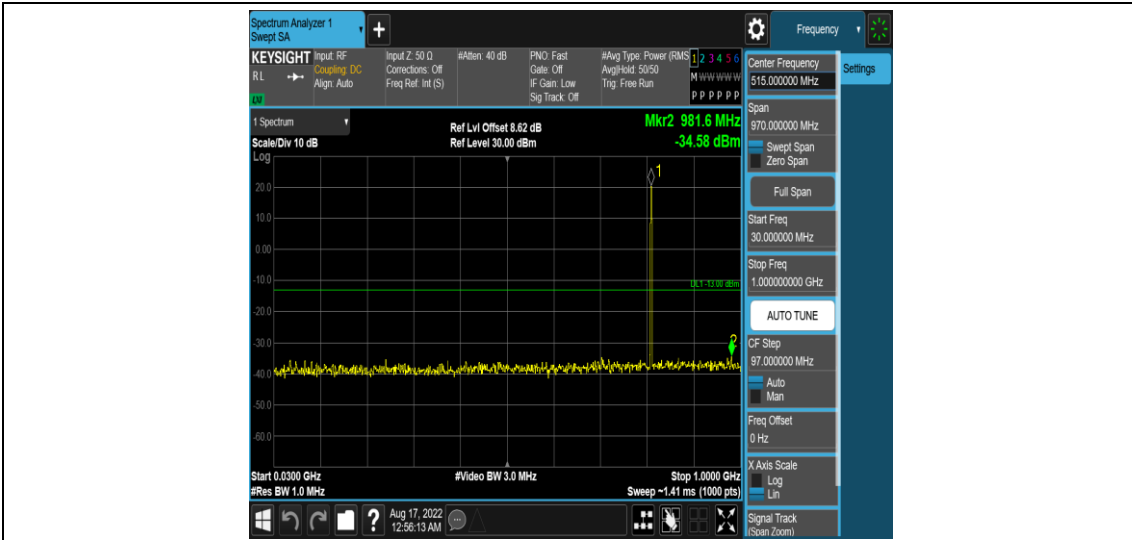 Spectrum Analyzer 1
Swept SA
+
Frequency
KEYSIGHT
RL
Input: RF
Coupling: DC
Align: Auto
Input Z: 50 Ω
Corrections: Off
Freq Ref: Int (S)
#Atten: 40 dB
PNO: Fast
Gate: Off
IF Gain: Low
Sig Track: Off
#Avg Type: Power (RMS
Avg|Hold: 50/50
Trig: Free Run
1 2 3 4 5 6
M W W W W W
P P P P P P
1 Spectrum
Scale/Div 10 dB
Log
Ref Lvl Offset 8.62 dB
Ref Level 30.00 dBm
Mkr2 981.6 MHz
-34.58 dBm
1
20.0
10.0
0.00
-10.0
DL1 -13.00 dBm
-20.0
-30.0
2
-40.0
-50.0
-60.0
Start 0.0300 GHz
#Res BW 1.0 MHz
#Video BW 3.0 MHz
Stop 1.0000 GHz
Sweep ~1.41 ms (1000 pts)
?
Aug 17, 2022
12:56:13 AM
Center Frequency
515.000000 MHz
Settings
Span
970.000000 MHz
Swept Span
Zero Span
Full Span
Start Freq
30.000000 MHz
Stop Freq
1.000000000 GHz
AUTO TUNE
CF Step
97.000000 MHz
Auto
Man
Freq Offset
0 Hz
X Axis Scale
Log
Lin
Signal Track
(Span Zoom)